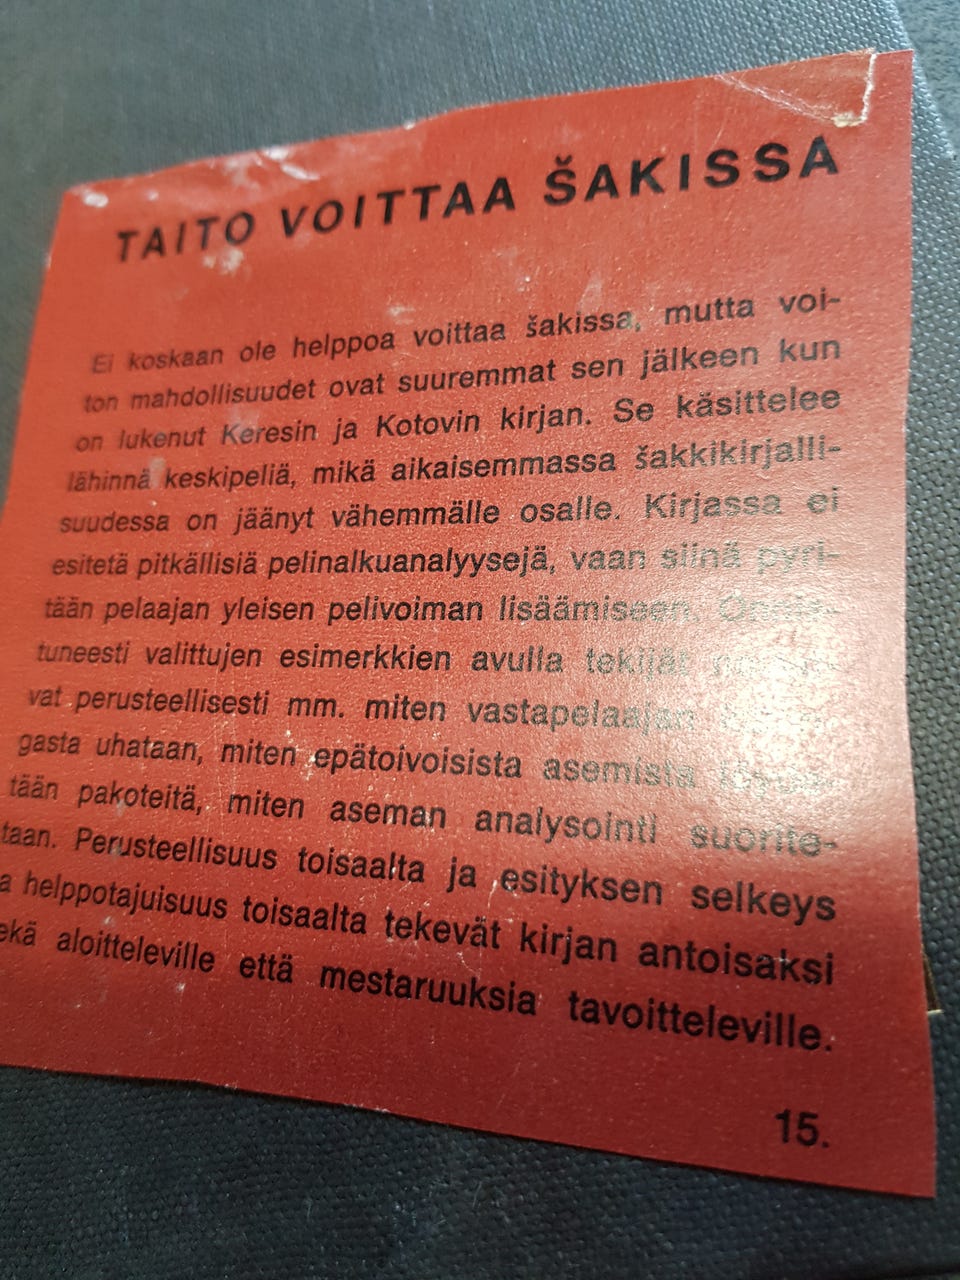 TAITO VOITTAA ŠAKISSA
Ei koskaan ole helppoa voittaa šakissa, mutta voi-
ton mahdollisuudet ovat suuremmat sen jälkeen kun
on lukenut Keresin ja Kotovin kirjan. Se käsittelee
lähinnä keskipeliä, mikä aikaisemmassa šakkikirjalli-
suudessa on jäänyt vähemmälle osalle. Kirjassa ei
esitetä pitkällisiä pelinalkuanalyysejä, vaan siinä pyri-
tään pelaajan yleisen pelivoiman lisäämiseen. Onnis-
tuneesti valittujen esimerkkien avulla tekijät
vat perusteellisesti mm. miten vastapelaajan
gasta uhataan, miten epätoivoisista asemista
tään pakoteitä, miten aseman analysointi suorite-
taan. Perusteellisuus toisaalta ja esityksen selkeys
a helppotajuisuus toisaalta tekevät kirjan antoisaksi
ekä aloitteleville että mestaruuksia tavoitteleville.
15.